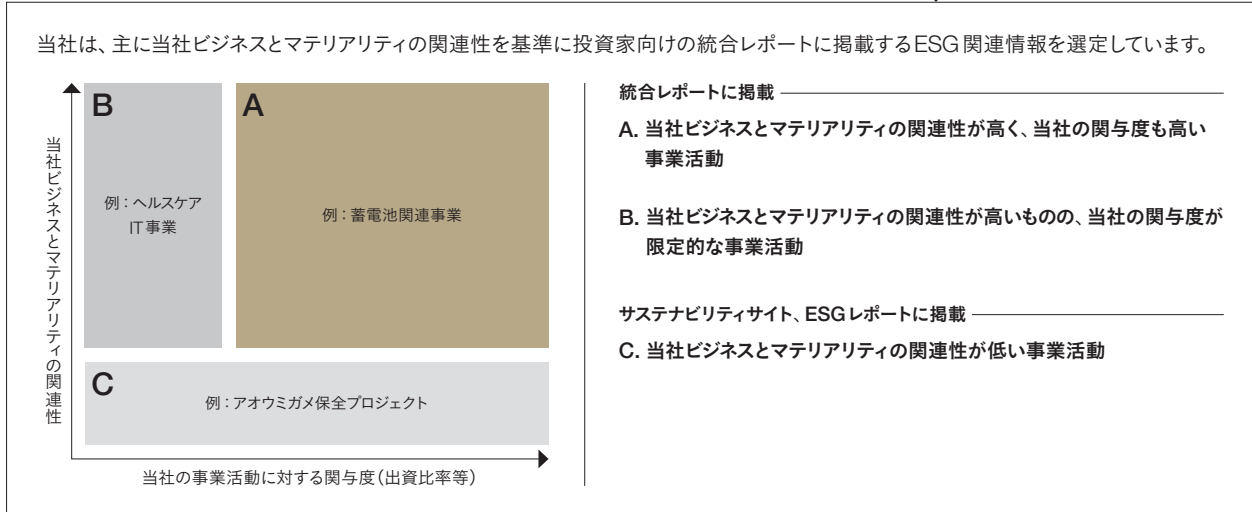 当社は、主に当社ビジネスとマテリアリティの関連性を基準に投資家向けの統合レポートに掲載するESG関連情報を選定しています。
当社ビジネスとマテリアリティの関連性
B
例：ヘルスケア
IT事業
A
例：蓄電池関連事業
C
例：アオウミガメ保全プロジェクト
当社の事業活動に対する関与度（出資比率等）
統合レポートに掲載
A. 当社ビジネスとマテリアリティの関連性が高く、当社の関与度も高い
事業活動
B. 当社ビジネスとマテリアリティの関連性が高いものの、当社の関与度が
限定的な事業活動
サステナビリティサイト、ESGレポートに掲載
C. 当社ビジネスとマテリアリティの関連性が低い事業活動